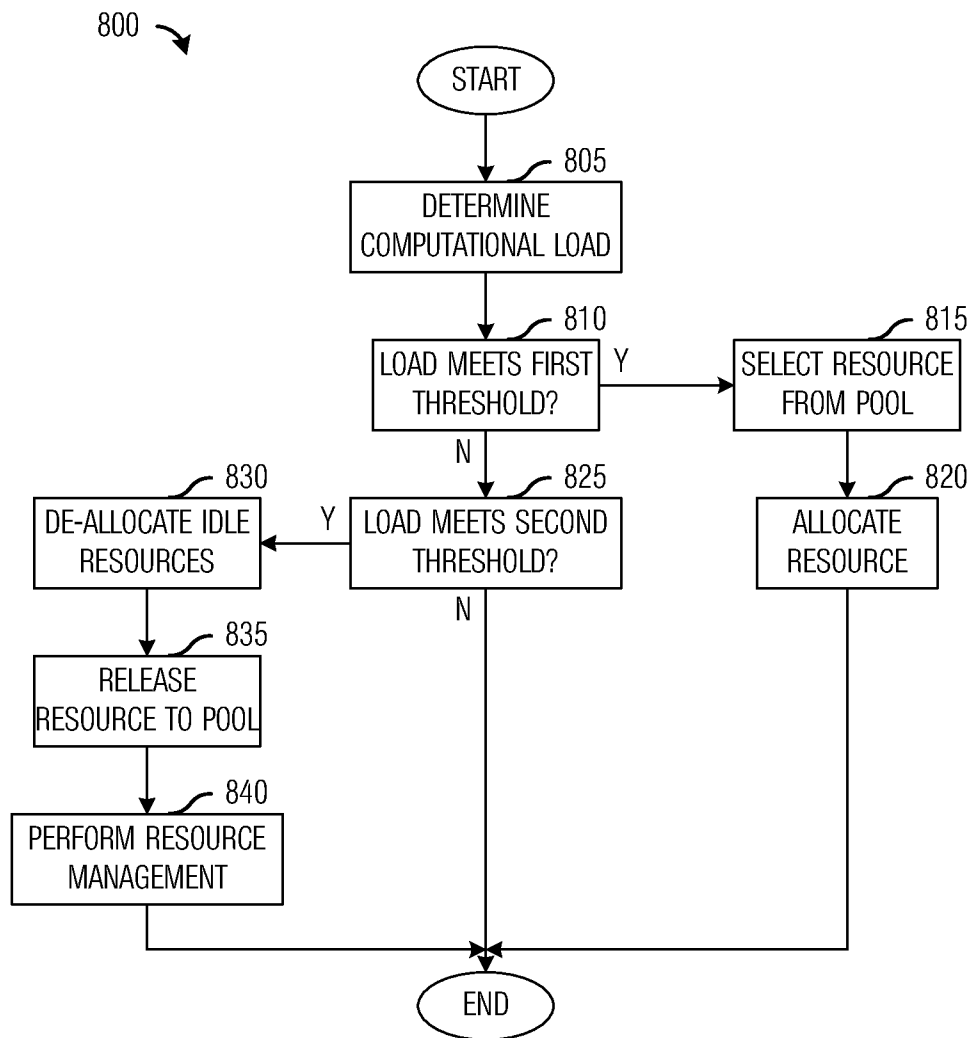 800
START
805
DETERMINE
COMPUTATIONAL LOAD
810
LOAD MEETS FIRST
THRESHOLD?
Y
N
815
SELECT RESOURCE
FROM POOL
820
ALLOCATE
RESOURCE
825
LOAD MEETS SECOND
THRESHOLD?
Y
N
830
DE-ALLOCATE IDLE
RESOURCES
835
RELEASE
RESOURCE TO POOL
840
PERFORM RESOURCE
MANAGEMENT
END